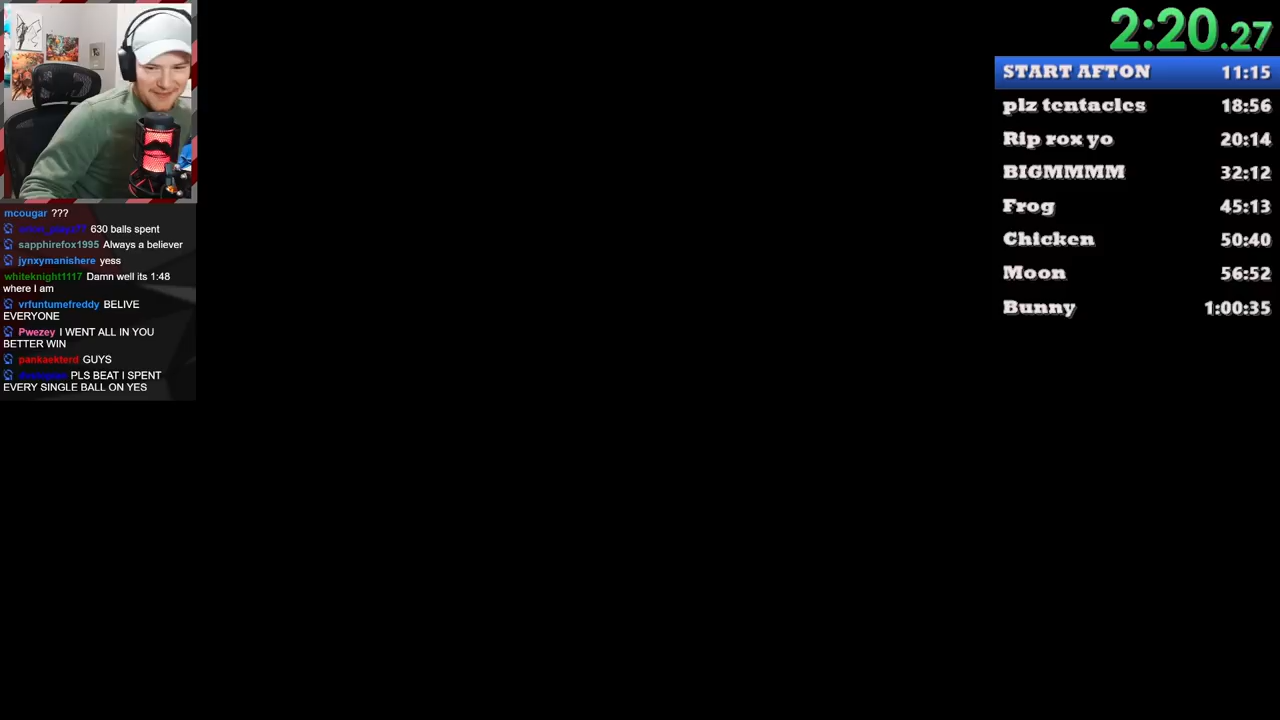 2:20.27
START AFTON 11:15
plz tentacles 18:56
Rip rox yo 20:14
BIGMMMM 32:12
Frog 45:13
Chicken 50:40
Moon 56:52
Bunny 1:00:35
mcougar ???
630 balls spent
sapphirefox1995 Always a believer
jynxymanishere yess
whiteknight1117 Damn well its 1:48
where I am
vrfuntumefreddy BELIVE
EVERYONE
Pwezey I WENT ALL IN YOU
BETTER WIN
pankaekterd GUYS
PLS BEAT I SPENT
EVERY SINGLE BALL ON YES